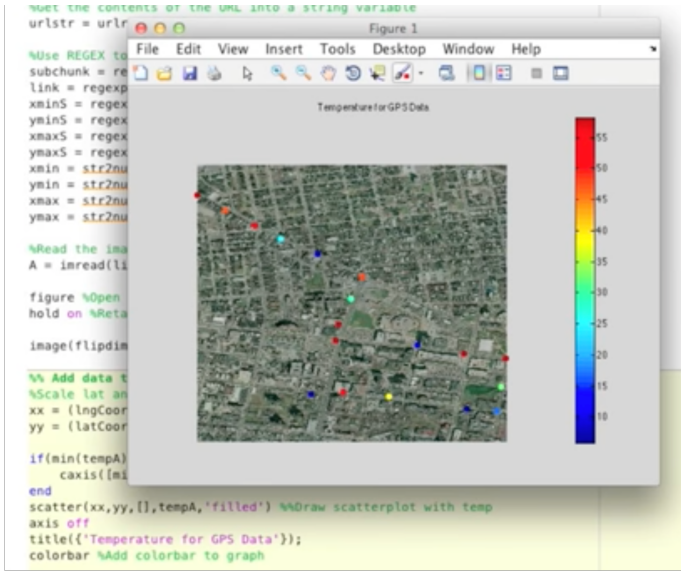 %Get the contents of the URL into a string variable
urlstr = urlr
%Use REGEX to
subchunk = re
link = regexp
xminS = regex
yminS = regex
xmaxS = regex
ymaxS = regex
xmin = str2nu
ymin = str2nu
xmax = str2nu
ymax = str2nu
%Read the ima
A = imread(li
figure %Open
hold on %Reta
image(flipdim
%% Add data t
%Scale lat an
xx = (lngCoor
yy = (latCoor
if(min(tempA)
caxis([mi
end
scatter(xx,yy,[],tempA,'filled') %%Draw scatterplot with temp
axis off
title({'Temperature for GPS Data'});
colorbar %Add colorbar to graph
Figure 1
File Edit View Insert Tools Desktop Window Help
Temperature for GPS Data
55
50
45
40
35
30
25
20
15
10